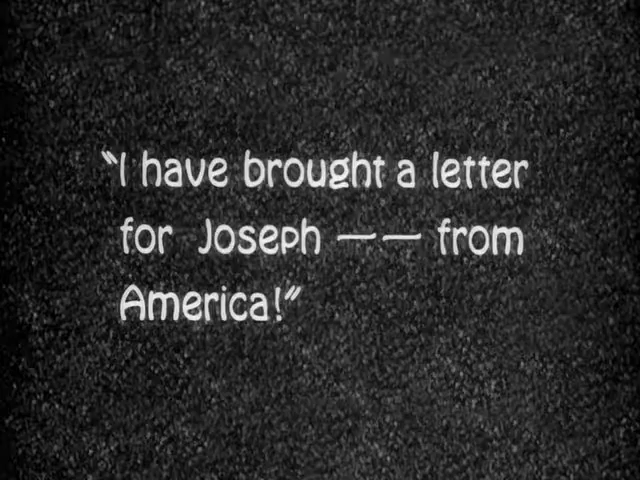 “I have brought a letter
for Joseph —— from
America!”